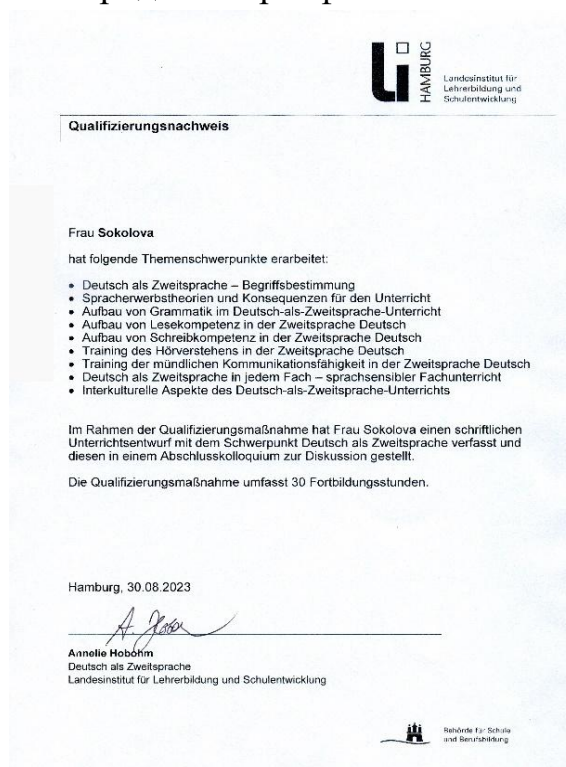 HAMBURG
Landesinstitut für
Lehrerbildung und
Schulentwicklung
Qualifizierungsnachweis
Frau Sokolova
hat folgende Themenschwerpunkte erarbeitet:
• Deutsch als Zweitsprache – Begriffsbestimmung
• Spracherwerbstheorien und Konsequenzen für den Unterricht
• Aufbau von Grammatik im Deutsch-als-Zweitsprache-Unterricht
• Aufbau von Lesekompetenz in der Zweitsprache Deutsch
• Aufbau von Schreibkompetenz in der Zweitsprache Deutsch
• Training des Hörverstehens in der Zweitsprache Deutsch
• Training der mündlichen Kommunikationsfähigkeit in der Zweitsprache Deutsch
• Deutsch als Zweitsprache in jedem Fach – sprachsensibler Fachunterricht
• Interkulturelle Aspekte des Deutsch-als-Zweitsprache-Unterrichts
Im Rahmen der Qualifizierungsmaßnahme hat Frau Sokolova einen schriftlichen
Unterrichtsentwurf mit dem Schwerpunkt Deutsch als Zweitsprache verfasst und
diesen in einem Abschlusskolloquium zur Diskussion gestellt.
Die Qualifizierungsmaßnahme umfasst 30 Fortbildungsstunden.
Hamburg, 30.08.2023
Annelie Hobohm
Deutsch als Zweitsprache
Landesinstitut für Lehrerbildung und Schulentwicklung
Behörde für Schule
und Berufsbildung